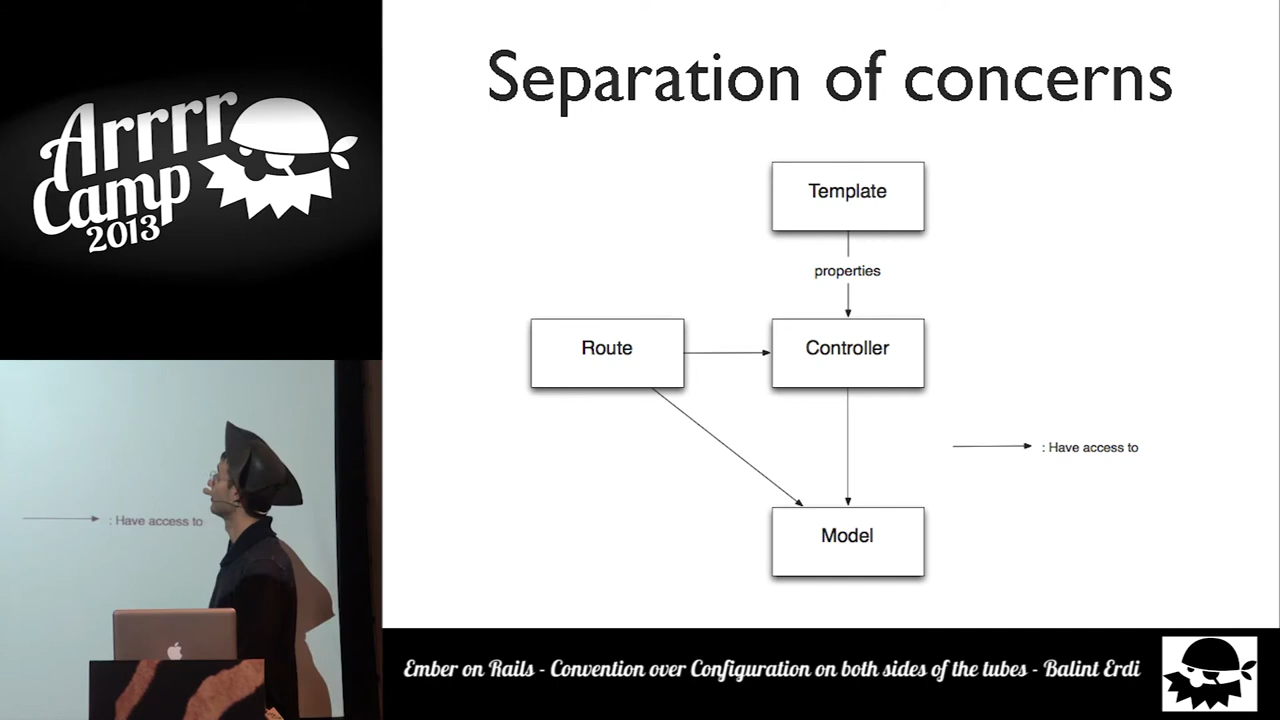 Arrrr
Camp
2013
Separation of concerns
Template
properties
Route
Controller
: Have access to
Model
: Have access to
Ember on Rails - Convention over Configuration on both sides of the tubes - Balint Erdi